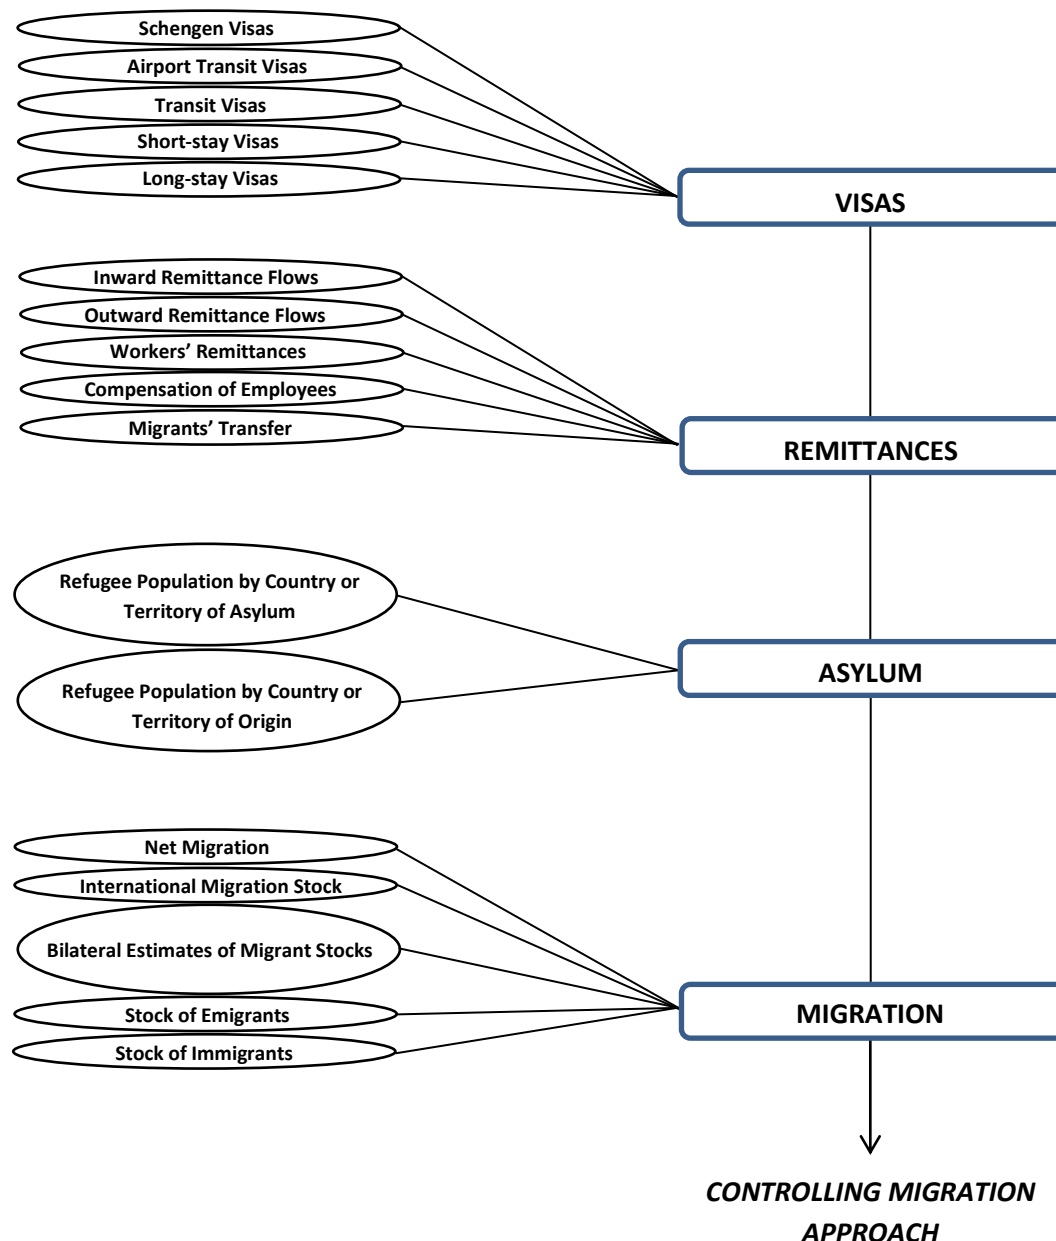 Schengen Visas
Airport Transit Visas
Transit Visas
Short-stay Visas
Long-stay Visas
VISAS
Inward Remittance Flows
Outward Remittance Flows
Workers’ Remittances
Compensation of Employees
Migrants’ Transfer
REMITTANCES
Refugee Population by Country or
Territory of Asylum
Refugee Population by Country or
Territory of Origin
ASYLUM
Net Migration
International Migration Stock
Bilateral Estimates of Migrant Stocks
Stock of Emigrants
Stock of Immigrants
MIGRATION
CONTROLLING MIGRATION
APPROACH